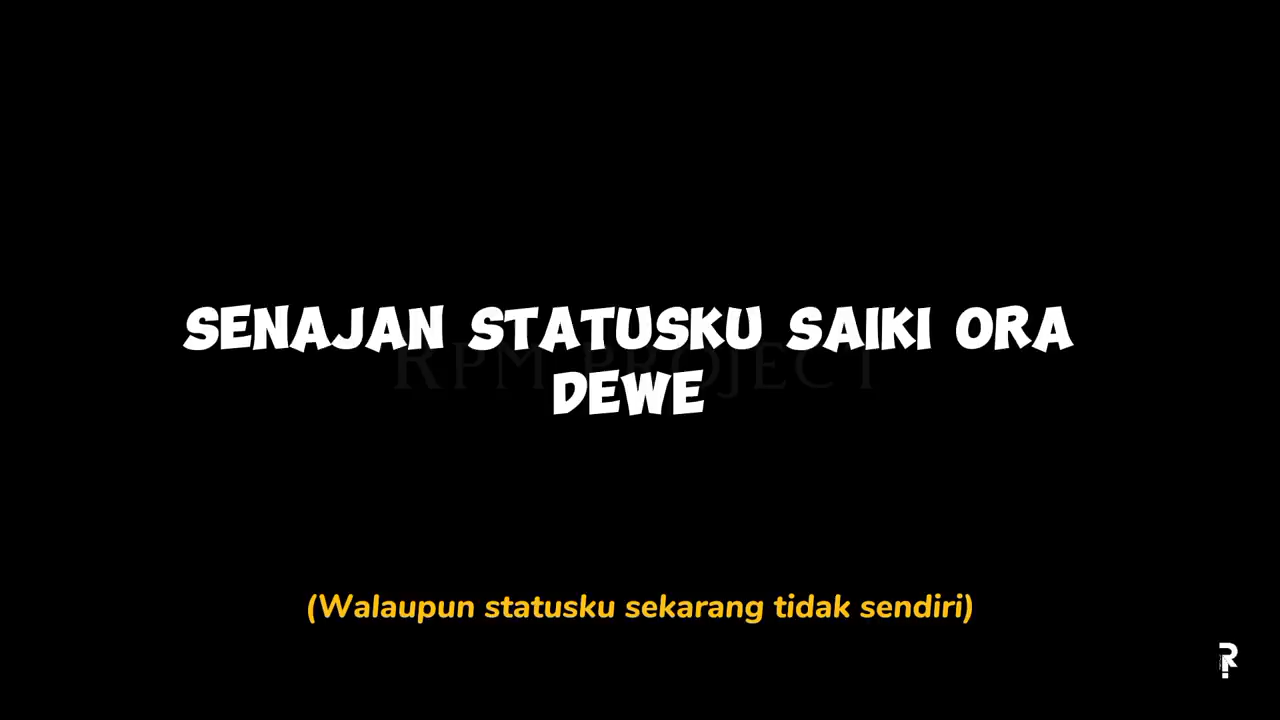 SENAJAN STATUSKU SAIKI ORA
RPM PROJECT
DEWE
(Walaupun statusku sekarang tidak sendiri)